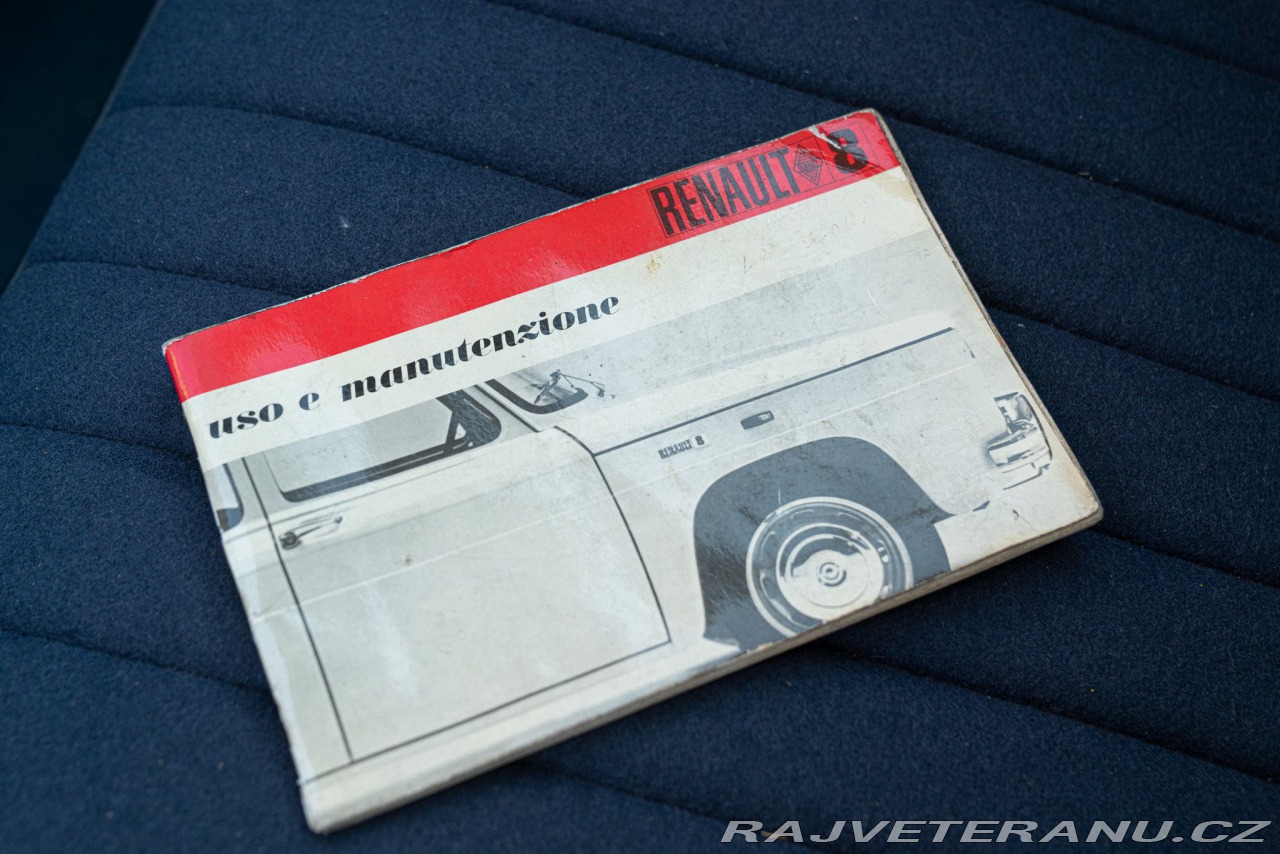 RENAULT 8
uso e manutenzione
RENAULT 8
RAJVETERANU.CZ